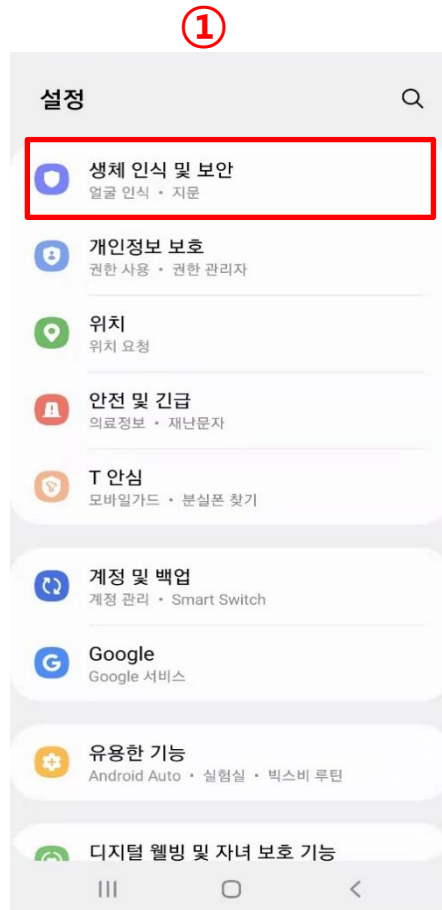 ①
설정
생체 인식 및 보안
얼굴 인식 • 지문
개인정보 보호
권한 사용 • 권한 관리자
위치
위치 요청
안전 및 긴급
의료정보 • 재난문자
T 안심
모바일가드 • 분실폰 찾기
계정 및 백업
계정 관리 • Smart Switch
Google
Google 서비스
유용한 기능
Android Auto • 실험실 • 빅스비 루틴
디지털 웰빙 및 자녀 보호 기능